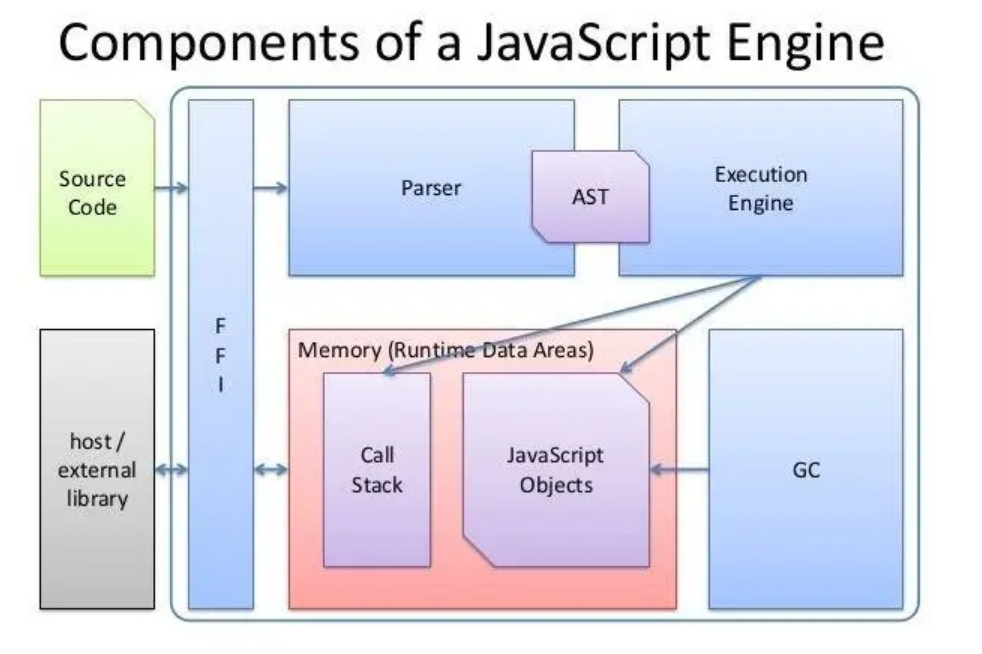 Components of a JavaScript Engine
Source
Code
Parser
AST
Execution
Engine
F
F
I
Memory (Runtime Data Areas)
host /
external
library
Call
Stack
JavaScript
Objects
GC